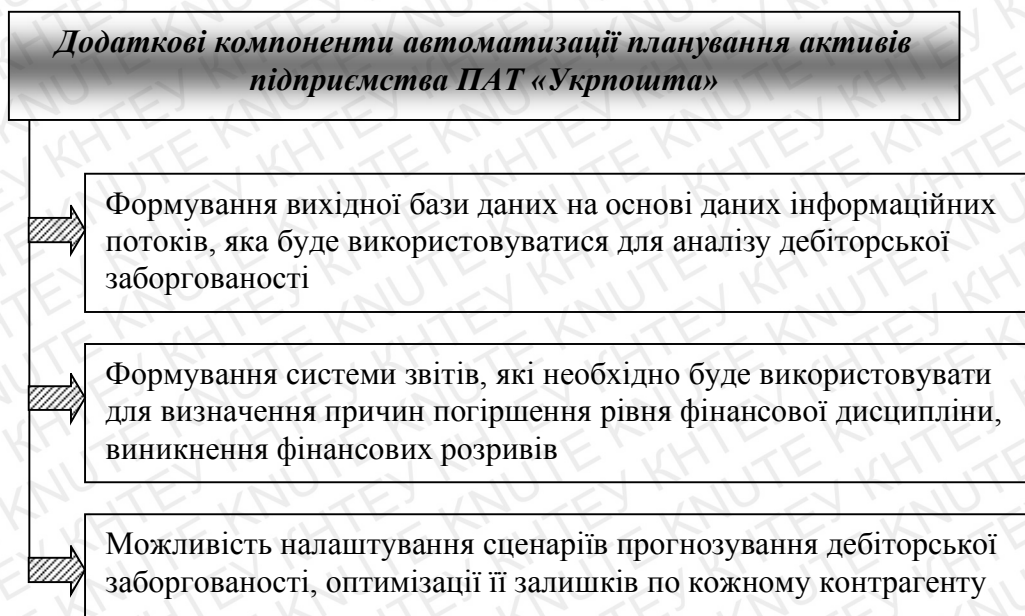 Додаткові компоненти автоматизації планування активів
підприємства ПАТ «Укрпошта»
Формування вихідної бази даних на основі даних інформаційних
потоків, яка буде використовуватися для аналізу дебіторської
заборгованості
Формування системи звітів, які необхідно буде використовувати
для визначення причин погіршення рівня фінансової дисципліни,
виникнення фінансових розривів
Можливість налаштування сценаріїв прогнозування дебіторської
заборгованості, оптимізації її залишків по кожному контрагенту